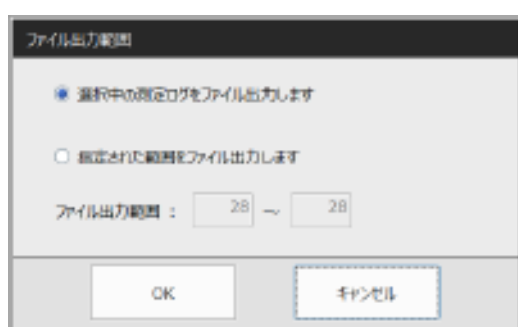 ファイル出力範囲
選択中の測定ログをファイル出力します
指定された範囲をファイル出力します
ファイル出力範囲 : 28 ~ 28
OK キャンセル